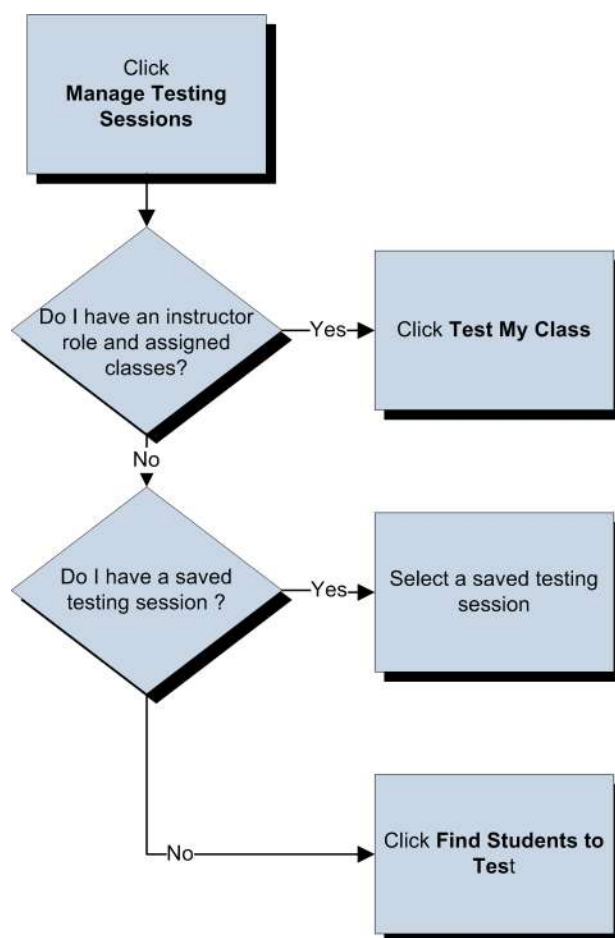 Click
Manage Testing
Sessions
Do I have an instructor
role and assigned
classes?
Yes
Click Test My Class
No
Do I have a saved
testing session ?
Yes
Select a saved testing
session
No
Click Find Students to
Test